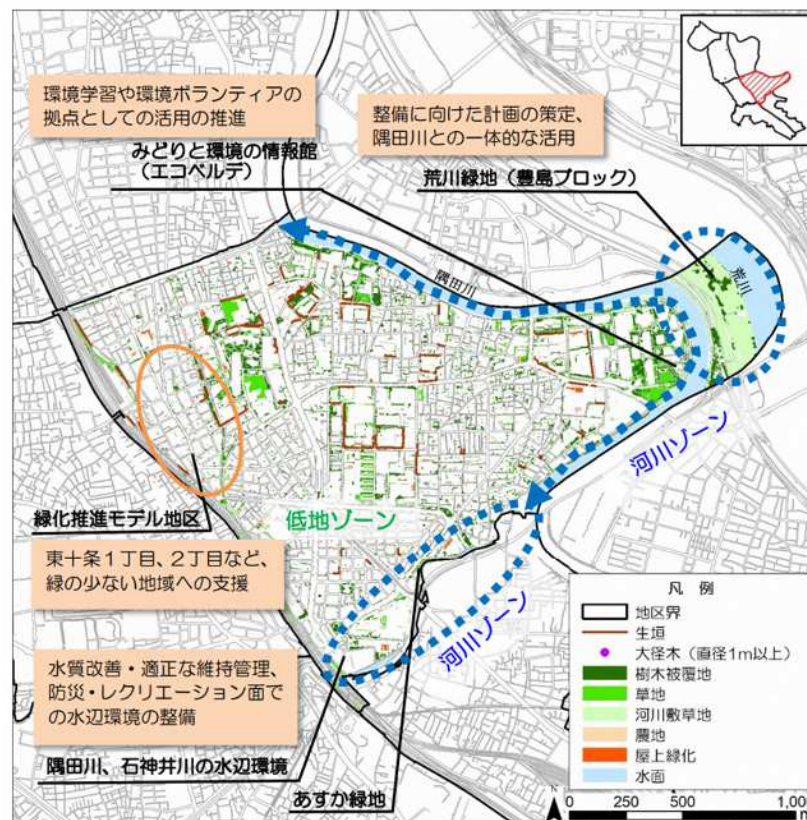 環境学習や環境ボランティアの
拠点としての活用の推進
みどりと環境の情報館
（エコベルデ）
整備に向けた計画の策定、
隅田川との一体的な活用
荒川緑地（豊島ブロック）
隅田川
荒川
河川ゾーン
低地ゾーン
緑化推進モデル地区
東十条１丁目、２丁目など、
緑の少ない地域への支援
河川ゾーン
水質改善・適正な維持管理、
防災・レクリエーション面で
の水辺環境の整備
隅田川、石神井川の水辺環境
あすか緑地
凡 例
地区界
生垣
大径木（直径1m以上）
樹木被覆地
草地
河川敷草地
農地
屋上緑化
水面
N
0 250 500